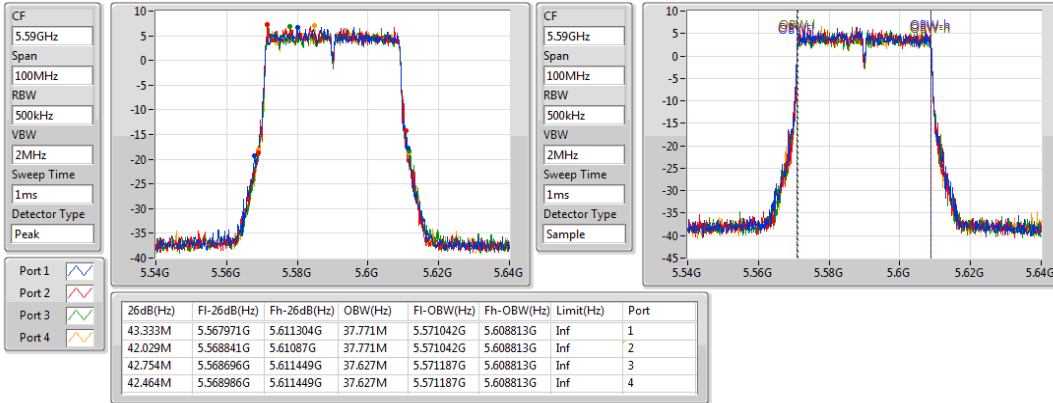 CF
5.59GHz
Span
100MHz
RBW
500kHz
VBW
2MHz
Sweep Time
1ms
Detector Type
Peak
Port 1
Port 2
Port 3
Port 4
10
5
0
-5
-10
-15
-20
-25
-30
-35
-40
5.54G 5.56G 5.58G 5.6G 5.62G 5.64G
CF
5.59GHz
Span
100MHz
RBW
500kHz
VBW
2MHz
Sweep Time
1ms
Detector Type
Sample
OBW-l OBW-h
10
5
0
-5
-10
-15
-20
-25
-30
-35
-40
-45
5.54G 5.56G 5.58G 5.6G 5.62G 5.64G
26dB(Hz) Fl-26dB(Hz) Fh-26dB(Hz) OBW(Hz) Fl-OBW(Hz) Fh-OBW(Hz) Limit(Hz) Port
43.333M 5.567971G 5.611304G 37.771M 5.571042G 5.608813G Inf 1
42.029M 5.568841G 5.61087G 37.771M 5.571042G 5.608813G Inf 2
42.754M 5.568696G 5.611449G 37.627M 5.571187G 5.608813G Inf 3
42.464M 5.568986G 5.611449G 37.627M 5.571187G 5.608813G Inf 4